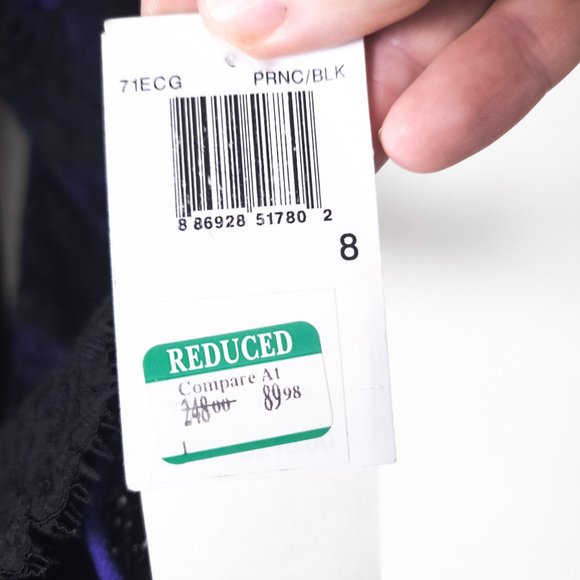 71ECG PRNC/BLK
8 86928 51780 2
8
REDUCED
Compare At
248 00 89 98